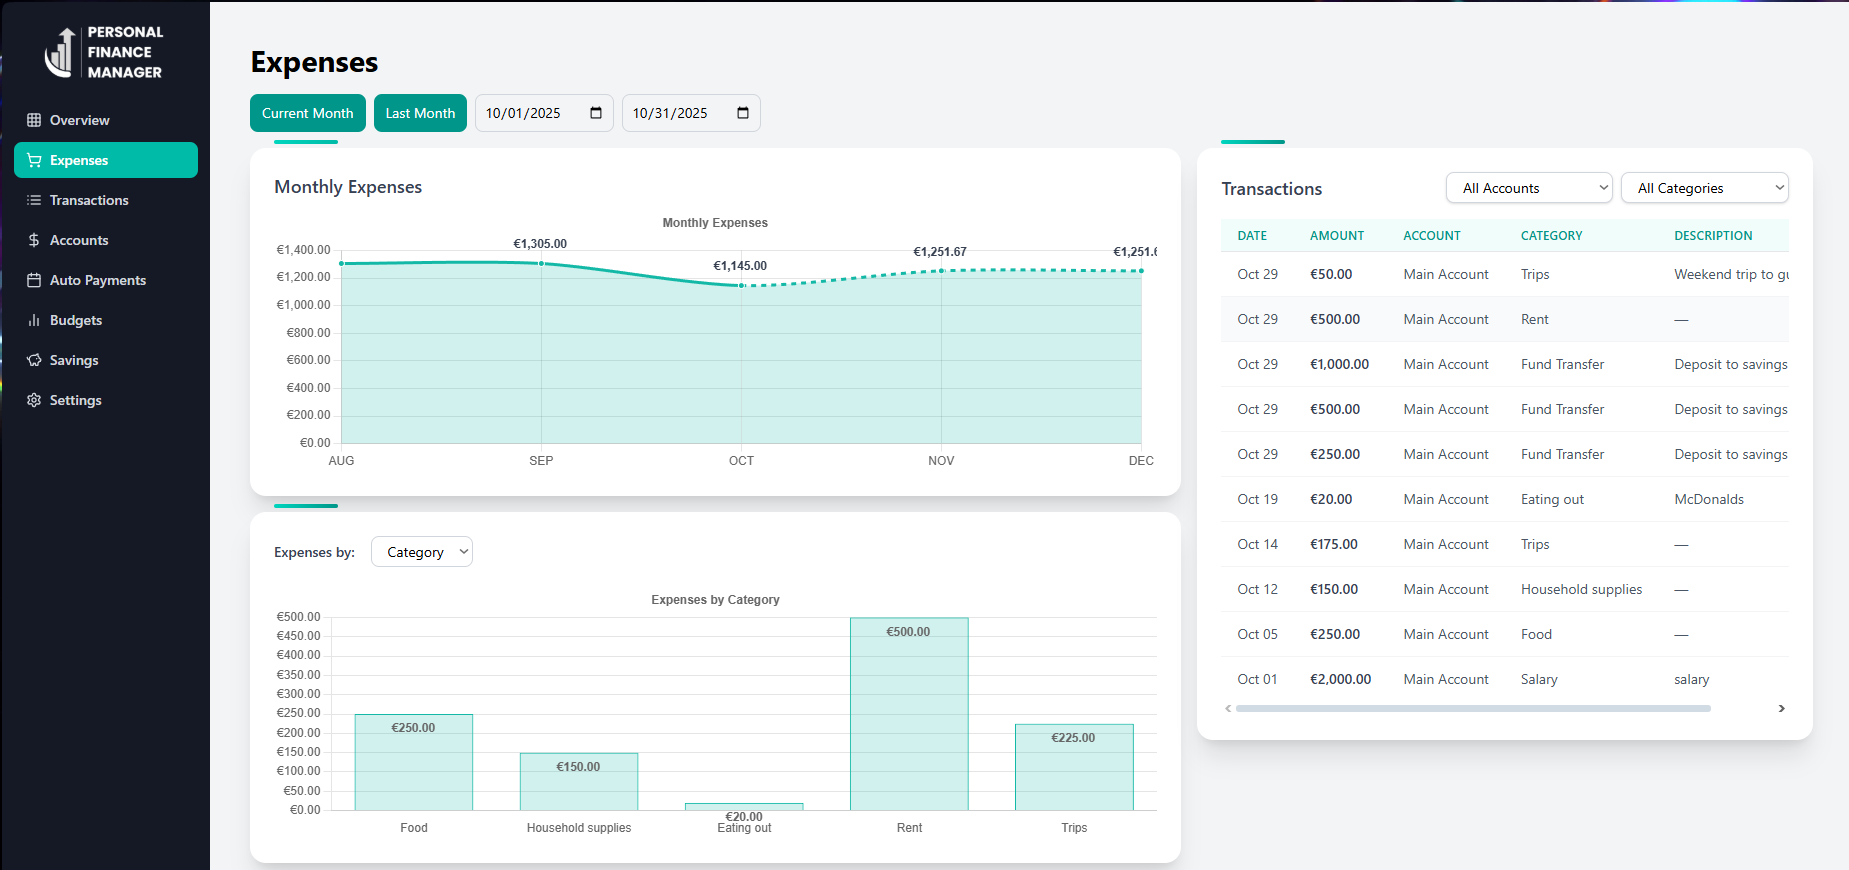 PERSONAL
FINANCE
MANAGER
Overview
Expenses
Transactions
Accounts
Auto Payments
Budgets
Savings
Settings
Expenses
Current Month
Last Month
10/01/2025
10/31/2025
Monthly Expenses
Monthly Expenses
€1,400.00
€1,200.00
€1,000.00
€800.00
€600.00
€400.00
€200.00
€0.00
€1,305.00
€1,145.00
€1,251.67
€1,251.6
AUG SEP OCT NOV DEC
Expenses by: Category
Expenses by Category
€500.00
€450.00
€400.00
€350.00
€300.00
€250.00
€200.00
€150.00
€100.00
€50.00
€0.00
€250.00
€150.00
€20.00
€500.00
€225.00
Food Household supplies Eating out Rent Trips
Transactions All Accounts All Categories
DATE AMOUNT ACCOUNT CATEGORY DESCRIPTION
Oct 29 €50.00 Main Account Trips Weekend trip to gu
Oct 29 €500.00 Main Account Rent —
Oct 29 €1,000.00 Main Account Fund Transfer Deposit to savings
Oct 29 €500.00 Main Account Fund Transfer Deposit to savings
Oct 29 €250.00 Main Account Fund Transfer Deposit to savings
Oct 19 €20.00 Main Account Eating out McDonalds
Oct 14 €175.00 Main Account Trips —
Oct 12 €150.00 Main Account Household supplies —
Oct 05 €250.00 Main Account Food —
Oct 01 €2,000.00 Main Account Salary salary